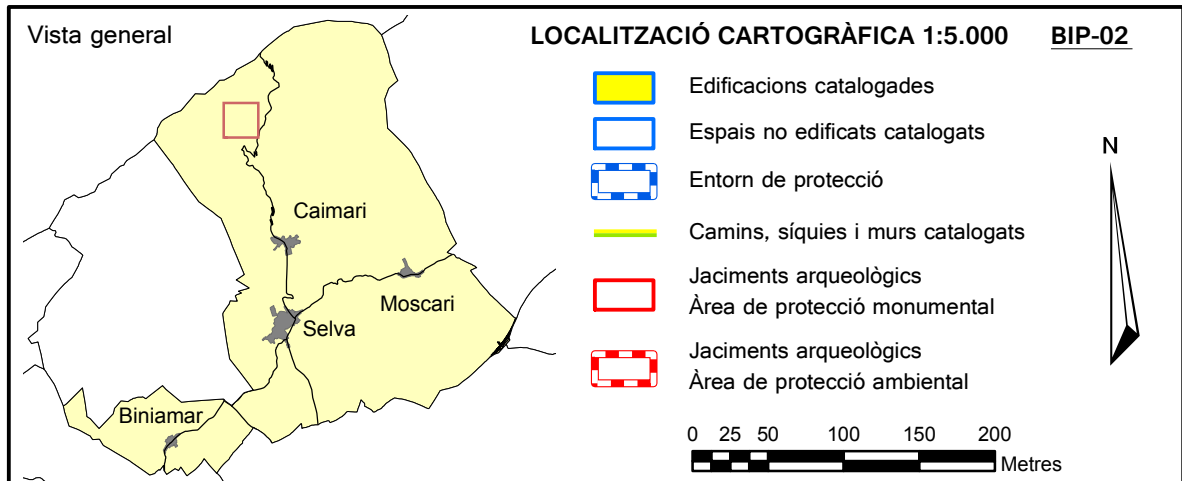 Vista general
LOCALITZACIÓ CARTOGRÀFICA 1:5.000 BIP-02
Caimari
Moscari
Selva
Biniamar
Edificacions catalogades
Espais no edificats catalogats
Entorn de protecció
Camins, síquies i murs catalogats
Jaciments arqueològics
Àrea de protecció monumental
Jaciments arqueològics
Àrea de protecció ambiental
N
0 25 50 100 150 200
Metres